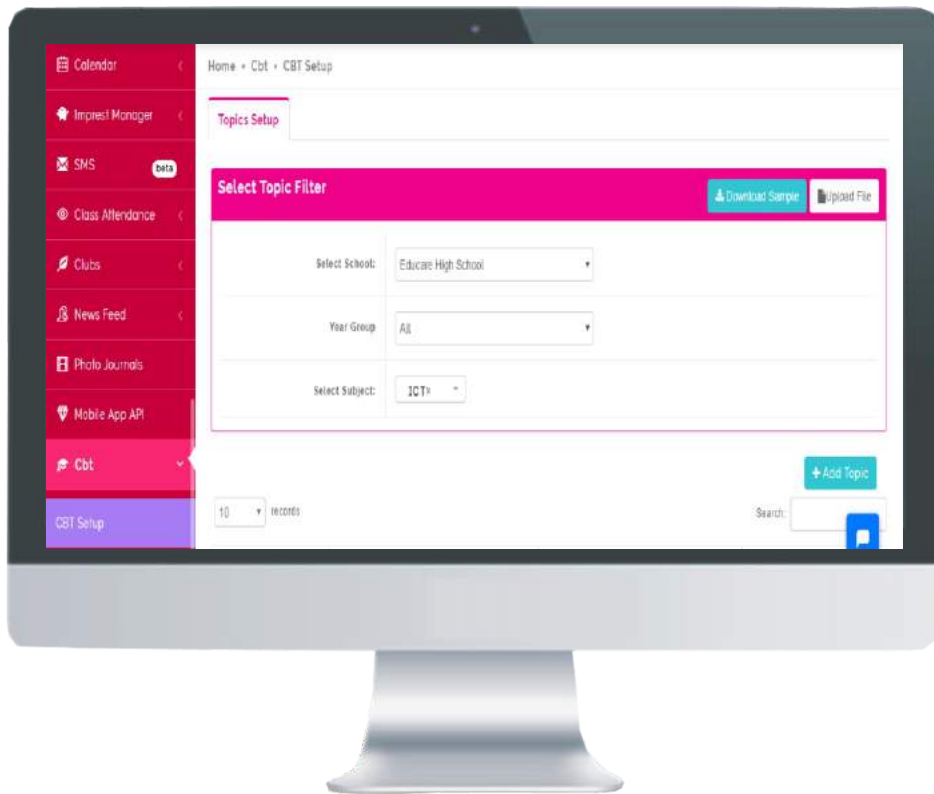 Calendar
Home • Cbt • CBT Setup
Imprest Manager
Topics Setup
SMS
beta
Select Topic Filter
Download Sample
Upload File
Class Attendance
Select School:
Educare High School
Clubs
News Feed
Year Group
All
Photo Journals
Select Subject:
ICT×
Mobile App API
Cbt
+ Add Topic
CBT Setup
10
records
Search: